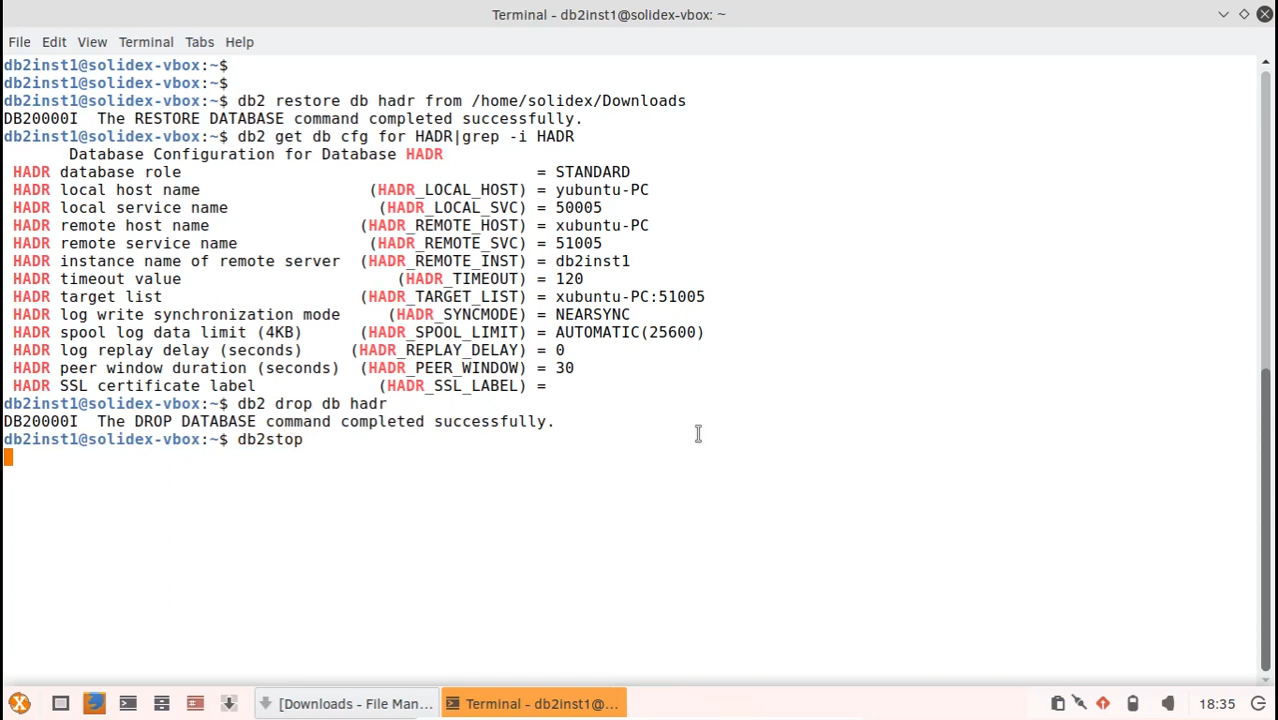 Terminal - db2inst1@solidex-vbox: ~
File Edit View Terminal Tabs Help
db2inst1@solidex-vbox:~$
db2inst1@solidex-vbox:~$
db2inst1@solidex-vbox:~$ db2 restore db hadr from /home/solidex/Downloads
DB20000I  The RESTORE DATABASE command completed successfully.
db2inst1@solidex-vbox:~$ db2 get db cfg for HADR|grep -i HADR
       Database Configuration for Database HADR
 HADR database role                                      = STANDARD
 HADR local host name                  (HADR_LOCAL_HOST) = yubuntu-PC
 HADR local service name                (HADR_LOCAL_SVC) = 50005
 HADR remote host name                (HADR_REMOTE_HOST) = xubuntu-PC
 HADR remote service name              (HADR_REMOTE_SVC) = 51005
 HADR instance name of remote server  (HADR_REMOTE_INST) = db2inst1
 HADR timeout value                       (HADR_TIMEOUT) = 120
 HADR target list                     (HADR_TARGET_LIST) = xubuntu-PC:51005
 HADR log write synchronization mode     (HADR_SYNCMODE) = NEARSYNC
 HADR spool log data limit (4KB)      (HADR_SPOOL_LIMIT) = AUTOMATIC(25600)
 HADR log replay delay (seconds)     (HADR_REPLAY_DELAY) = 0
 HADR peer window duration (seconds)  (HADR_PEER_WINDOW) = 30
 HADR SSL certificate label             (HADR_SSL_LABEL) =
db2inst1@solidex-vbox:~$ db2 drop db hadr
DB20000I  The DROP DATABASE command completed successfully.
db2inst1@solidex-vbox:~$ db2stop
[Downloads - File Man... Terminal - db2inst1@... 18:35